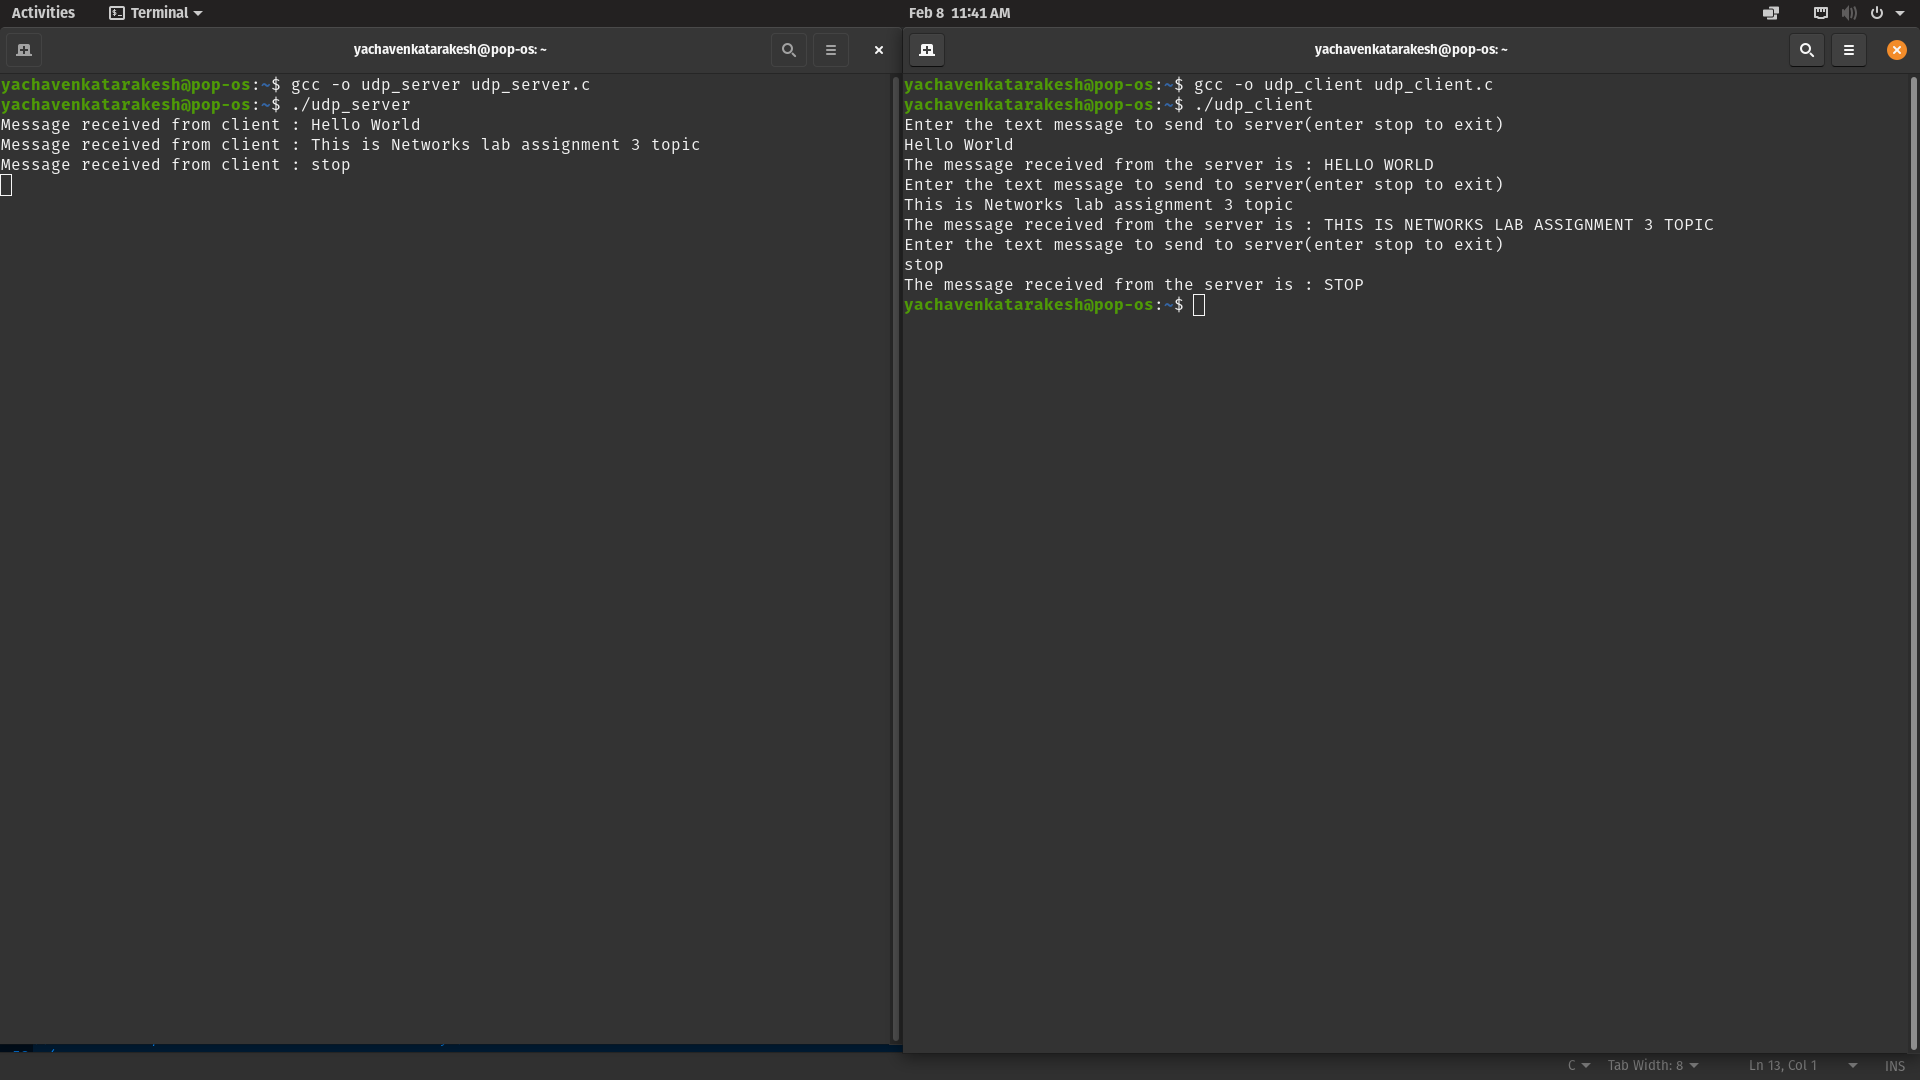 Activities Terminal Feb 8 11:41 AM
yachavenkatarakesh@pop-os: ~
yachavenkatarakesh@pop-os:~$ gcc -o udp_server udp_server.c
yachavenkatarakesh@pop-os:~$ ./udp_server
Message received from client : Hello World
Message received from client : This is Networks lab assignment 3 topic
Message received from client : stop
yachavenkatarakesh@pop-os: ~
yachavenkatarakesh@pop-os:~$ gcc -o udp_client udp_client.c
yachavenkatarakesh@pop-os:~$ ./udp_client
Enter the text message to send to server(enter stop to exit)
Hello World
The message received from the server is : HELLO WORLD
Enter the text message to send to server(enter stop to exit)
This is Networks lab assignment 3 topic
The message received from the server is : THIS IS NETWORKS LAB ASSIGNMENT 3 TOPIC
Enter the text message to send to server(enter stop to exit)
stop
The message received from the server is : STOP
yachavenkatarakesh@pop-os:~$
C Tab Width: 8 Ln 13, Col 1 INS